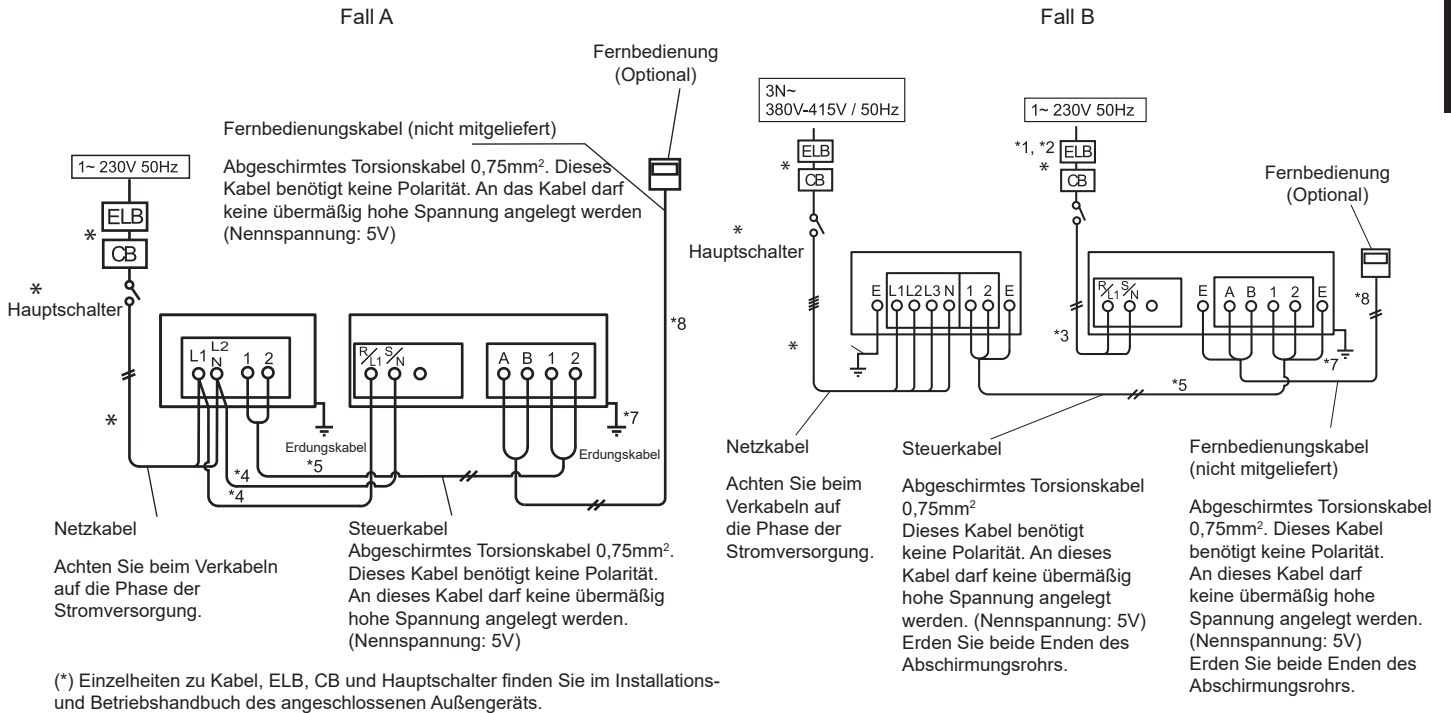 Fall A
Fernbedienung
(Optional)
Fernbedienungskabel (nicht mitgeliefert)
Abgeschirmtes Torsionskabel 0,75mm². Dieses
Kabel benötigt keine Polarität. An das Kabel darf
keine übermäßig hohe Spannung angelegt werden
(Nennspannung: 5V)
1~ 230V 50Hz
ELB
*
CB
*
Hauptschalter
*
L1 L2 N 1 2
R/L1 S/N
A B 1 2
*8
*7
Erdungskabel
Erdungskabel
*5
*4
*4
Netzkabel
Achten Sie beim Verkabeln
auf die Phase der
Stromversorgung.
Steuerkabel
Abgeschirmtes Torsionskabel 0,75mm².
Dieses Kabel benötigt keine Polarität.
An dieses Kabel darf keine übermäßig
hohe Spannung angelegt werden.
(Nennspannung: 5V)
(*) Einzelheiten zu Kabel, ELB, CB und Hauptschalter finden Sie im Installations-
und Betriebshandbuch des angeschlossenen Außengeräts.
Fall B
3N~
380V-415V / 50Hz
ELB
*
CB
*
Hauptschalter
*
1~ 230V 50Hz
*1, *2 ELB
*
CB
Fernbedienung
(Optional)
E L1 L2 L3 N 1 2 E
R/L1 S/N
E A B 1 2 E
*3
*8
*7
*5
Netzkabel
Achten Sie beim
Verkabeln auf
die Phase der
Stromversorgung.
Steuerkabel
Abgeschirmtes Torsionskabel
0,75mm²
Dieses Kabel benötigt
keine Polarität. An dieses
Kabel darf keine übermäßig
hohe Spannung angelegt
werden. (Nennspannung: 5V)
Erden Sie beide Enden des
Abschirmungsrohrs.
Fernbedienungskabel
(nicht mitgeliefert)
Abgeschirmtes Torsionskabel
0,75mm². Dieses Kabel
benötigt keine Polarität.
An dieses Kabel darf
keine übermäßig hohe
Spannung angelegt werden.
(Nennspannung: 5V)
Erden Sie beide Enden des
Abschirmungsrohrs.